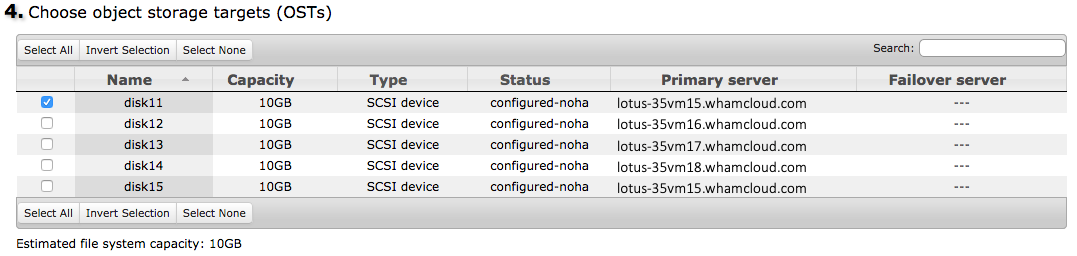 4. Choose object storage targets (OSTs)
Select All Invert Selection Select None Search:
Name Capacity Type Status Primary server Failover server
disk11 10GB SCSI device configured-noha lotus-35vm15.whamcloud.com ---
disk12 10GB SCSI device configured-noha lotus-35vm16.whamcloud.com ---
disk13 10GB SCSI device configured-noha lotus-35vm17.whamcloud.com ---
disk14 10GB SCSI device configured-noha lotus-35vm18.whamcloud.com ---
disk15 10GB SCSI device configured-noha lotus-35vm15.whamcloud.com ---
Select All Invert Selection Select None
Estimated file system capacity: 10GB